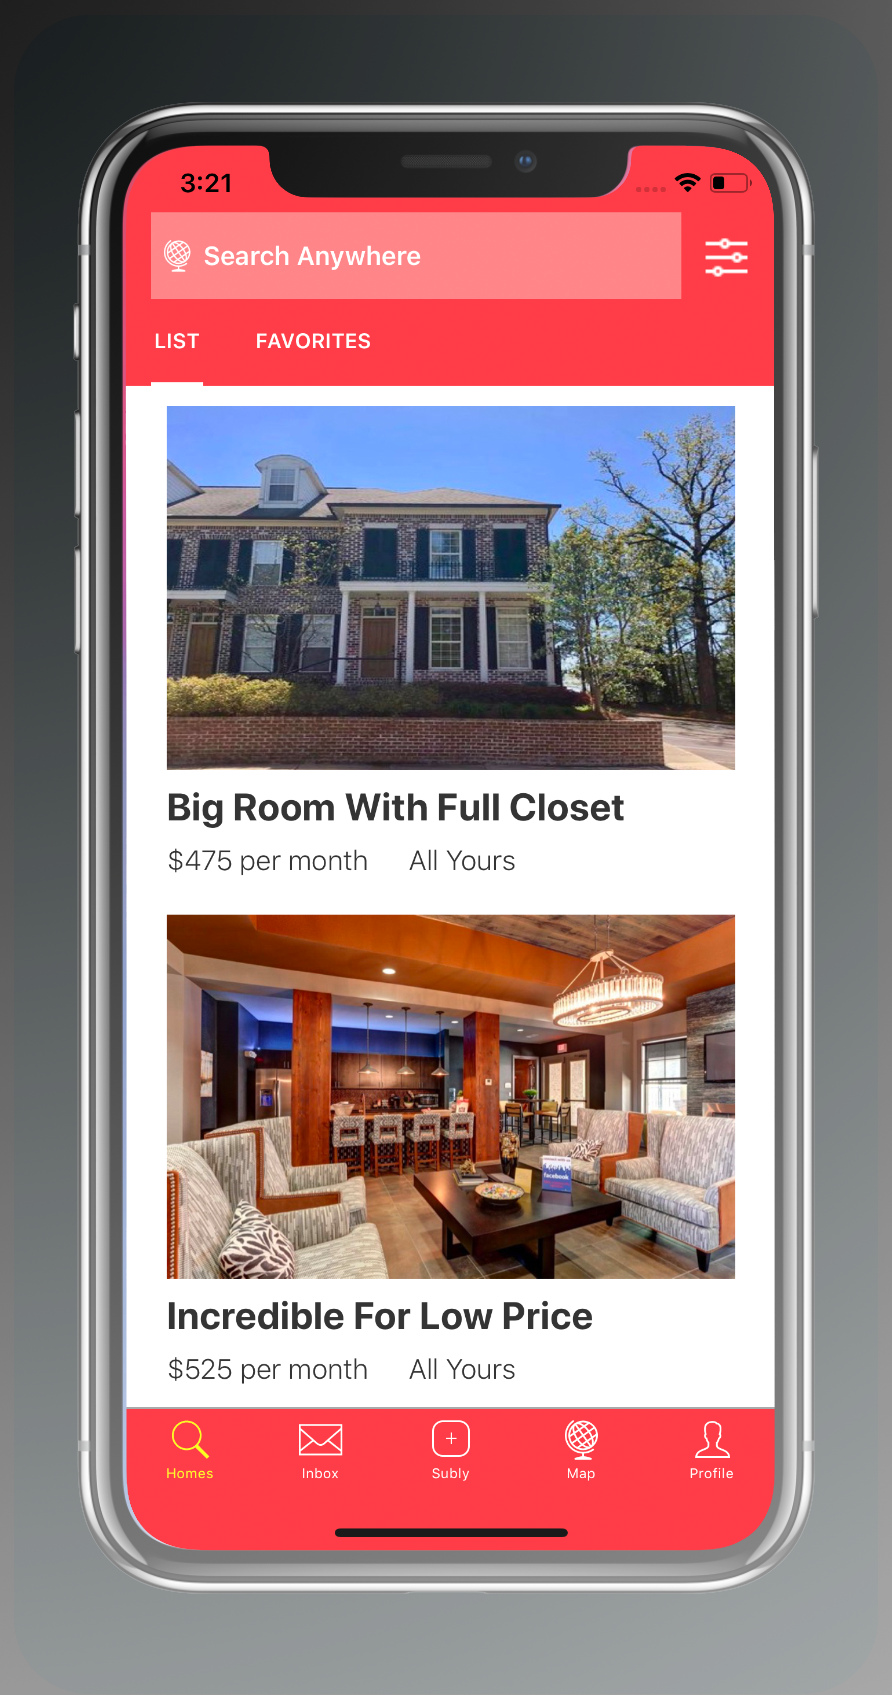 3:21
Search Anywhere
LIST FAVORITES
facebook
Big Room With Full Closet
$475 per month All Yours
Incredible For Low Price
$525 per month All Yours
Homes Inbox Subly Map Profile